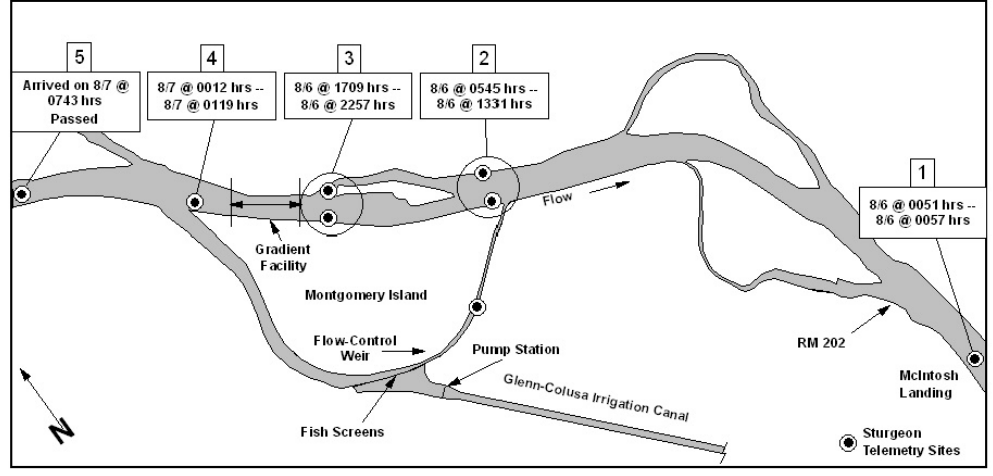 5
Arrived on 8/7 @
0743 hrs
Passed
4
8/7 @ 0012 hrs --
8/7 @ 0119 hrs
3
8/6 @ 1709 hrs --
8/6 @ 2257 hrs
2
8/6 @ 0545 hrs --
8/6 @ 1331 hrs
1
8/6 @ 0051 hrs --
8/6 @ 0057 hrs
Flow
Gradient
Facility
Montgomery Island
Flow-Control
Weir
Pump Station
Glenn-Colusa Irrigation Canal
Fish Screens
RM 202
McIntosh
Landing
N
Sturgeon
Telemetry Sites